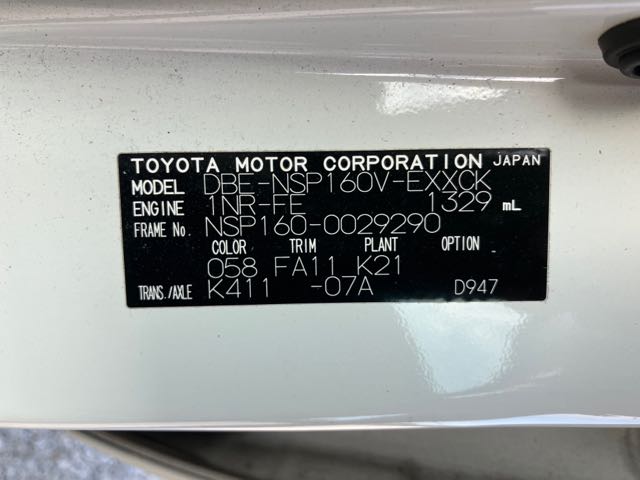 TOYOTA MOTOR CORPORATION JAPAN
MODEL DBE-NSP160V-EXXCK
ENGINE 1NR-FE 1329 mL
FRAME No. NSP160-0029290
COLOR TRIM PLANT OPTION
058 FA11 K21
TRANS./AXLE K411 -07A D947